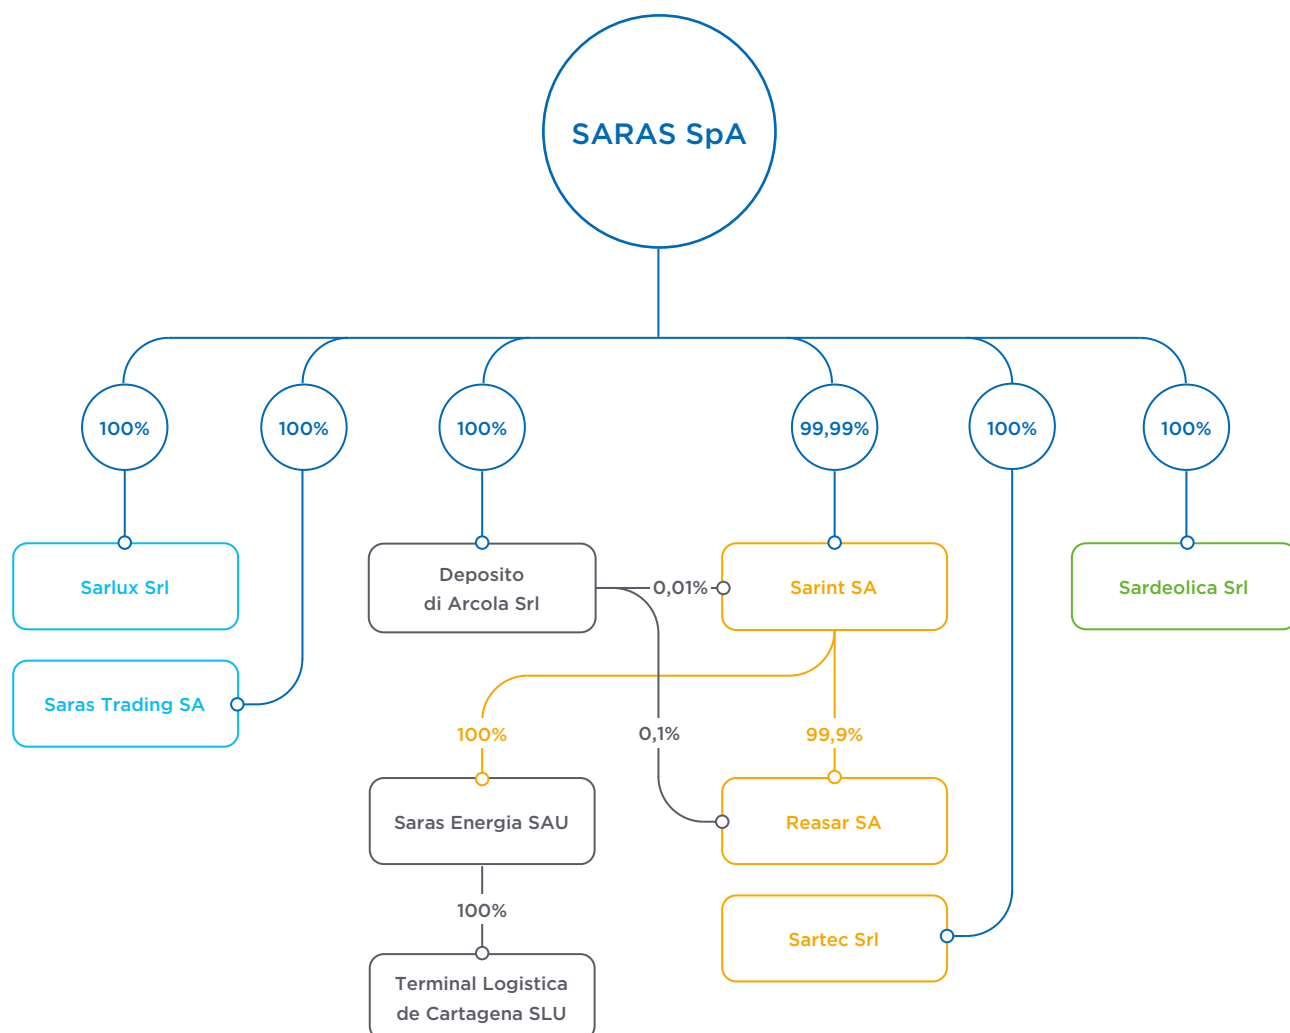 SARAS SpA
100%
100%
100%
99,99%
100%
100%
Sarlux Srl
Deposito
di Arcola Srl
0,01%
Sarint SA
Sardeolica Srl
Saras Trading SA
100%
0,1%
99,9%
Saras Energia SAU
Reasar SA
100%
Sartec Srl
Terminal Logistica
de Cartagena SLU